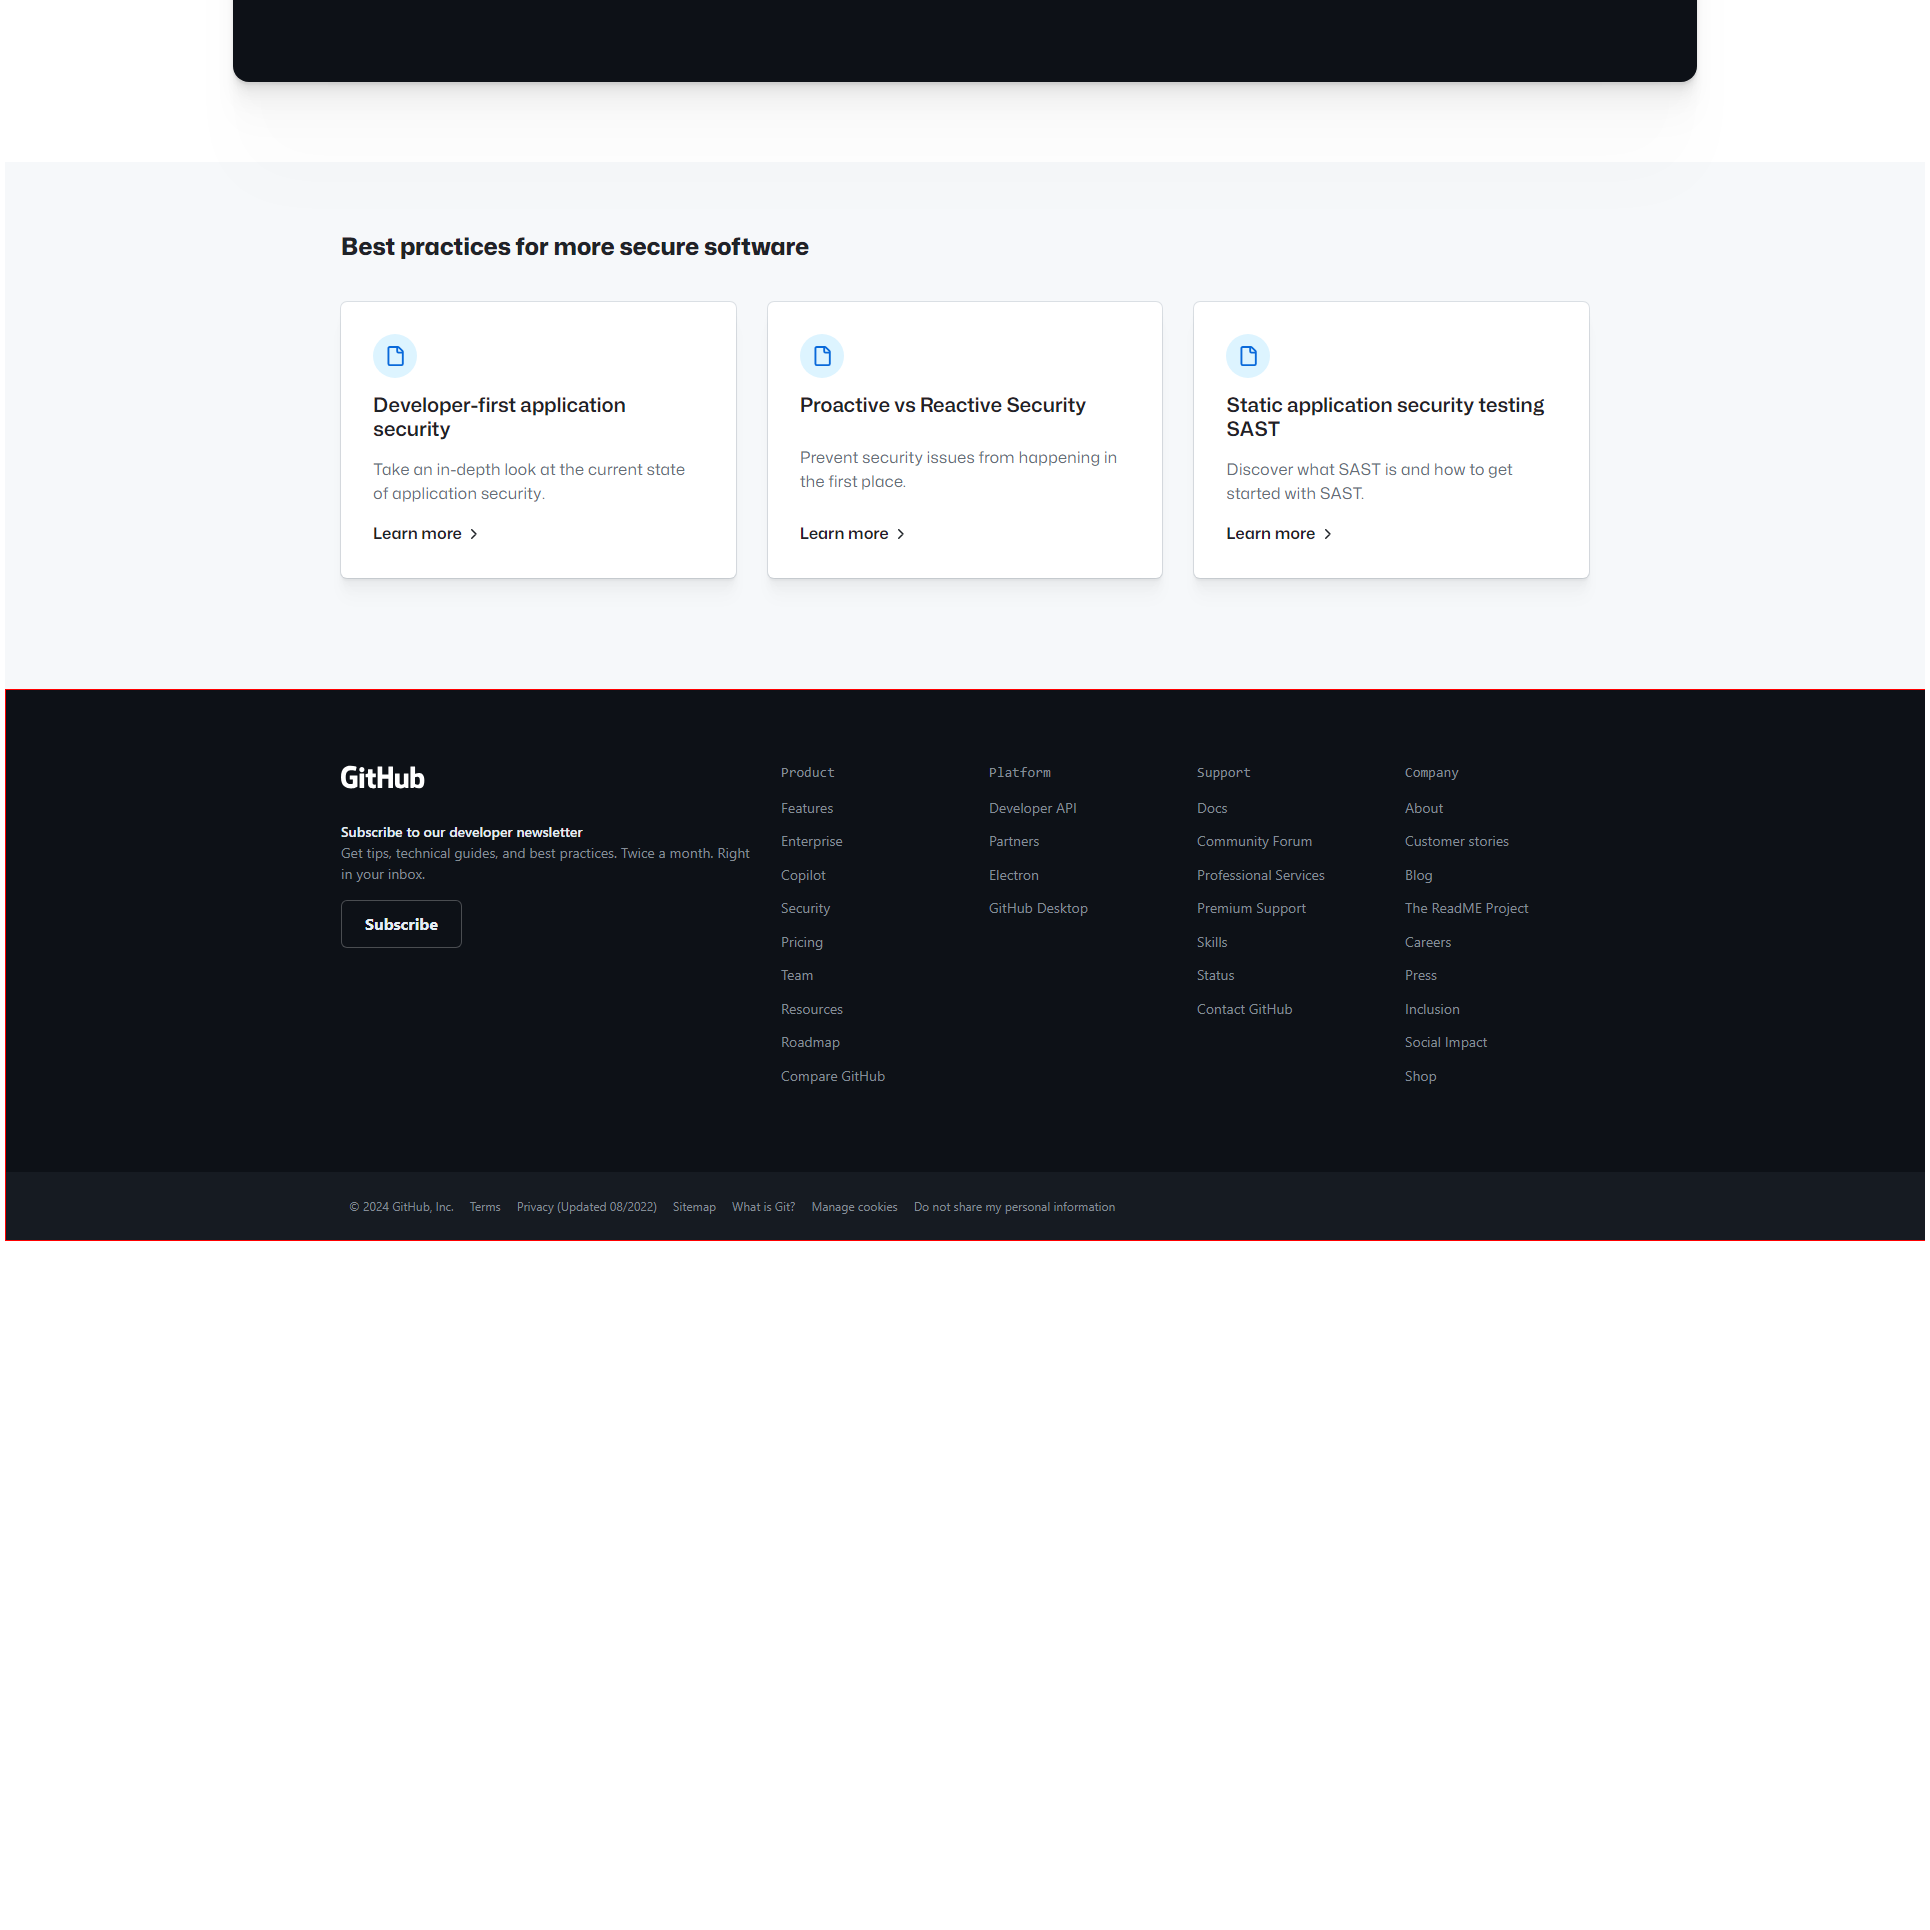 Best practices for more secure software
Developer-first application
security
Take an in-depth look at the current state
of application security.
Learn more
Proactive vs Reactive Security
Prevent security issues from happening in
the first place.
Learn more
Static application security testing
SAST
Discover what SAST is and how to get
started with SAST.
Learn more
GitHub
Subscribe to our developer newsletter
Get tips, technical guides, and best practices. Twice a month. Right
in your inbox.
Subscribe
Product
Features
Enterprise
Copilot
Security
Pricing
Team
Resources
Roadmap
Compare GitHub
Platform
Developer API
Partners
Electron
GitHub Desktop
Support
Docs
Community Forum
Professional Services
Premium Support
Skills
Status
Contact GitHub
Company
About
Customer stories
Blog
The ReadME Project
Careers
Press
Inclusion
Social Impact
Shop
© 2024 GitHub, Inc. Terms Privacy (Updated 08/2022) Sitemap What is Git? Manage cookies Do not share my personal information